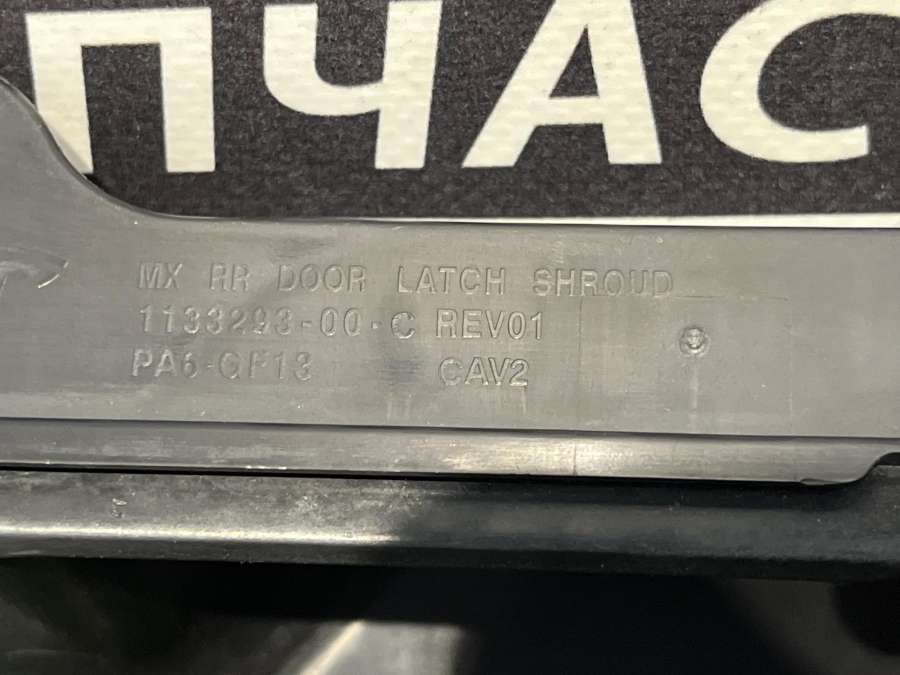 ПЧАС
MX RR DOOR LATCH SHROUD
1133293-00-C REV01
PA6-GF13 CAV2